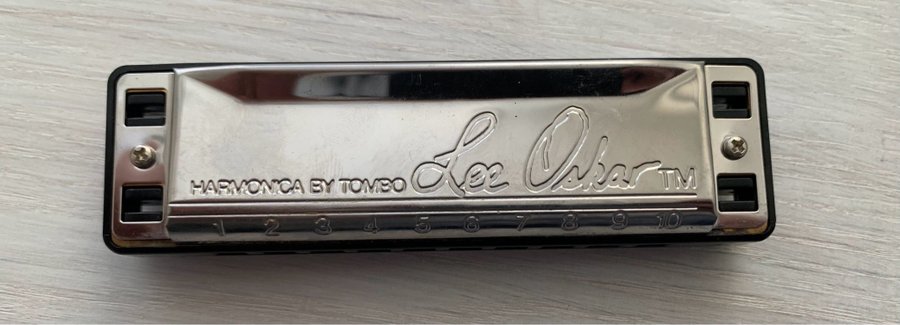 HARMONICA BY TOMBO Lee Oskar TM
1 2 3 4 5 6 7 8 9 10